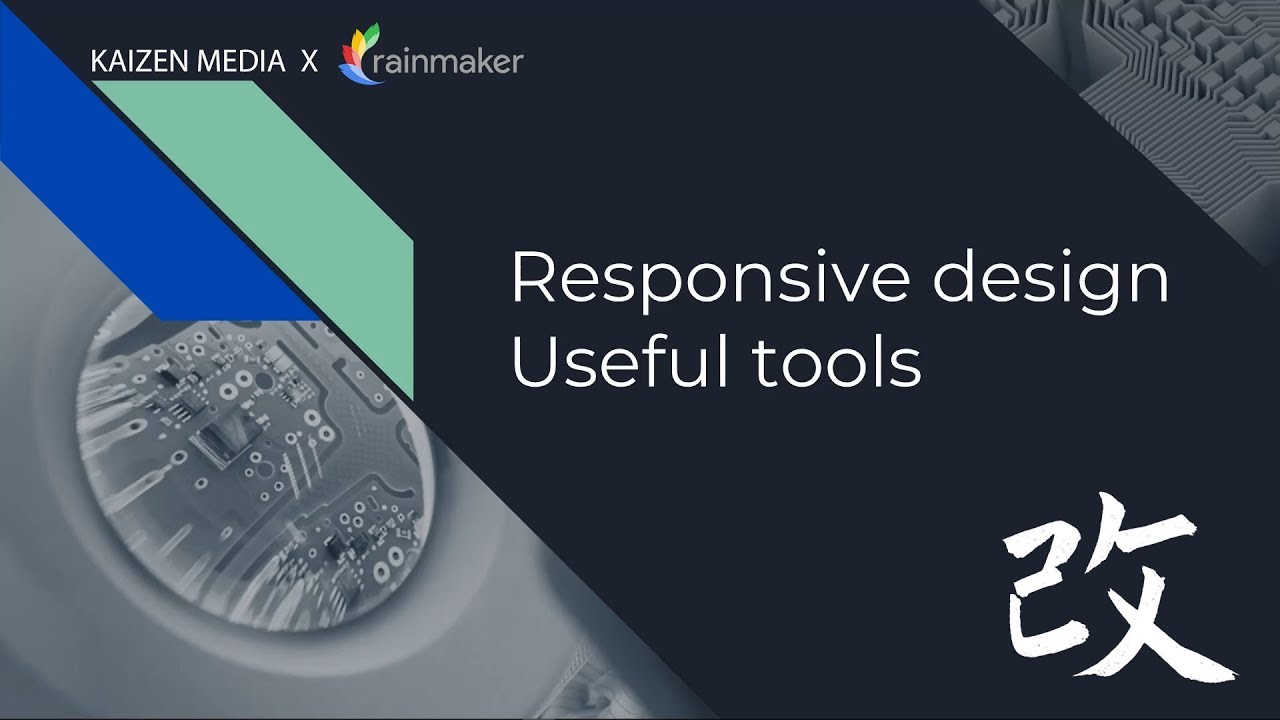 KAIZEN MEDIA X rainmaker
Responsive design
Useful tools
改